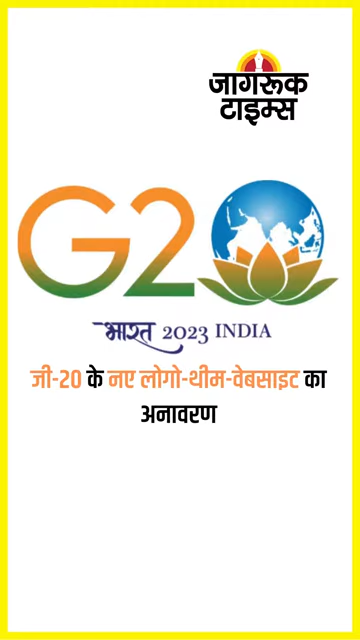 जागरूक
टाइम्स
G20
भारत 2023 INDIA
जी-20 के नए लोगो-थीम-वेबसाइट का
अनावरण